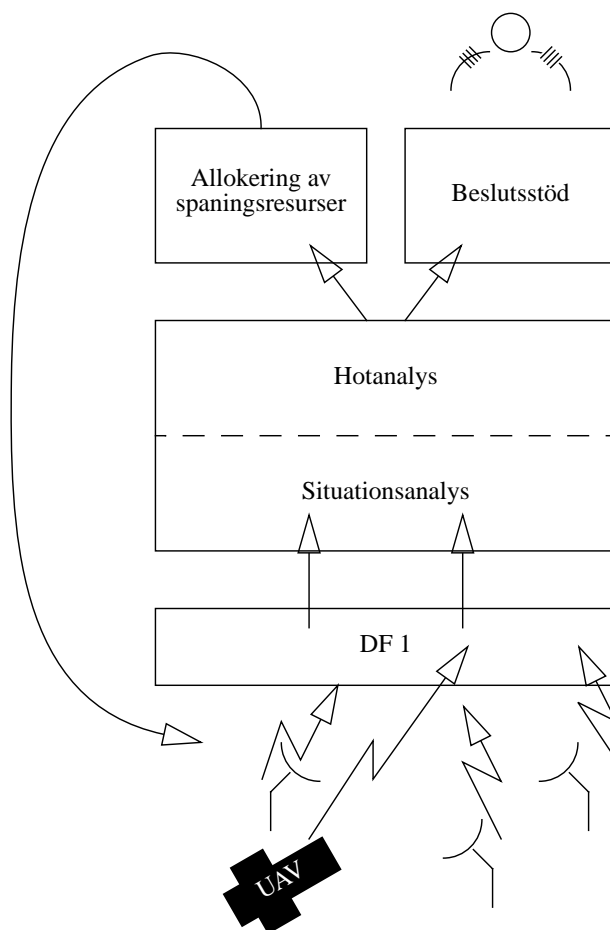 Allokering av
spaningsresurser
Beslutsstöd
Hotanalys
Situationsanalys
DF 1
UAV